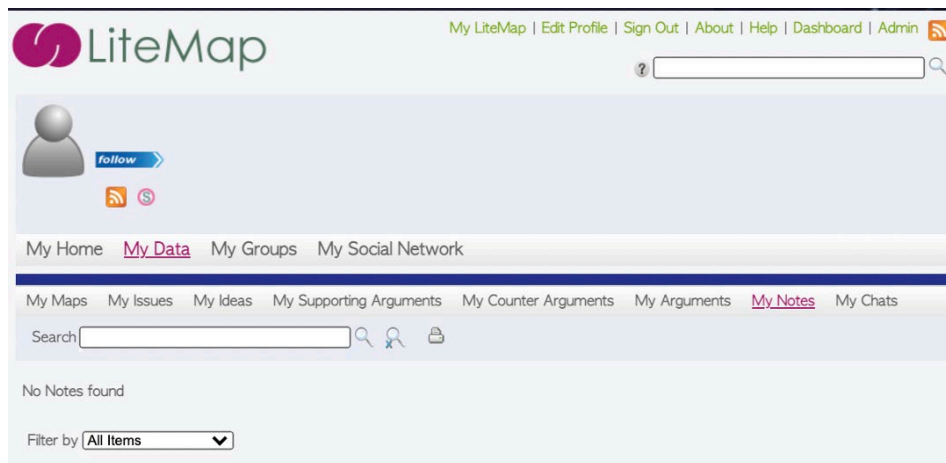 LiteMap
My LiteMap | Edit Profile | Sign Out | About | Help | Dashboard | Admin
?
follow
S
My Home My Data My Groups My Social Network
My Maps My Issues My Ideas My Supporting Arguments My Counter Arguments My Arguments My Notes My Chats
Search
No Notes found
Filter by All Items